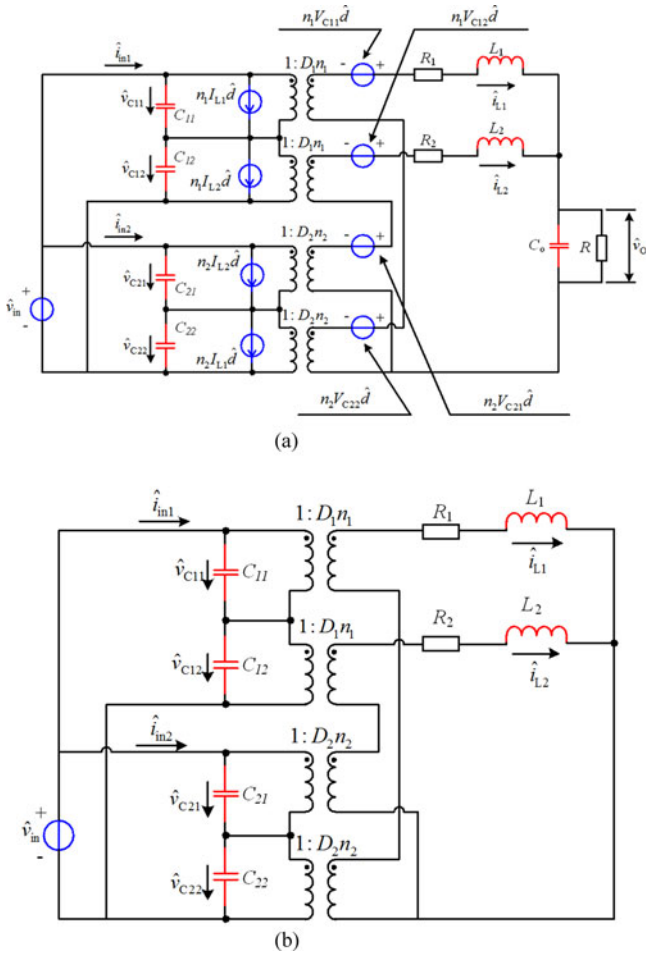 n₁V_C11 d̂ n₁V_C12 d̂
î_in1 1:D₁n₁ - + R₁ L₁
v̂_C11 C₁₁ n₁I_L1 d̂ î_L1
1:D₁n₁ - + R₂ L₂
v̂_C12 C₁₂ n₁I_L2 d̂ î_L2
î_in2 1:D₂n₂ - +
v̂_C21 C₂₁ n₂I_L2 d̂ C_o R v̂_O
+ v̂_in - 1:D₂n₂ - +
v̂_C22 C₂₂ n₂I_L1 d̂
n₂V_C22 d̂ n₂V_C21 d̂
(a)
î_in1 1:D₁n₁ R₁ L₁
v̂_C11 C₁₁ î_L1
1:D₁n₁ R₂ L₂
v̂_C12 C₁₂ î_L2
î_in2 1:D₂n₂
v̂_C21 C₂₁
+ v̂_in - 1:D₂n₂
v̂_C22 C₂₂
(b)